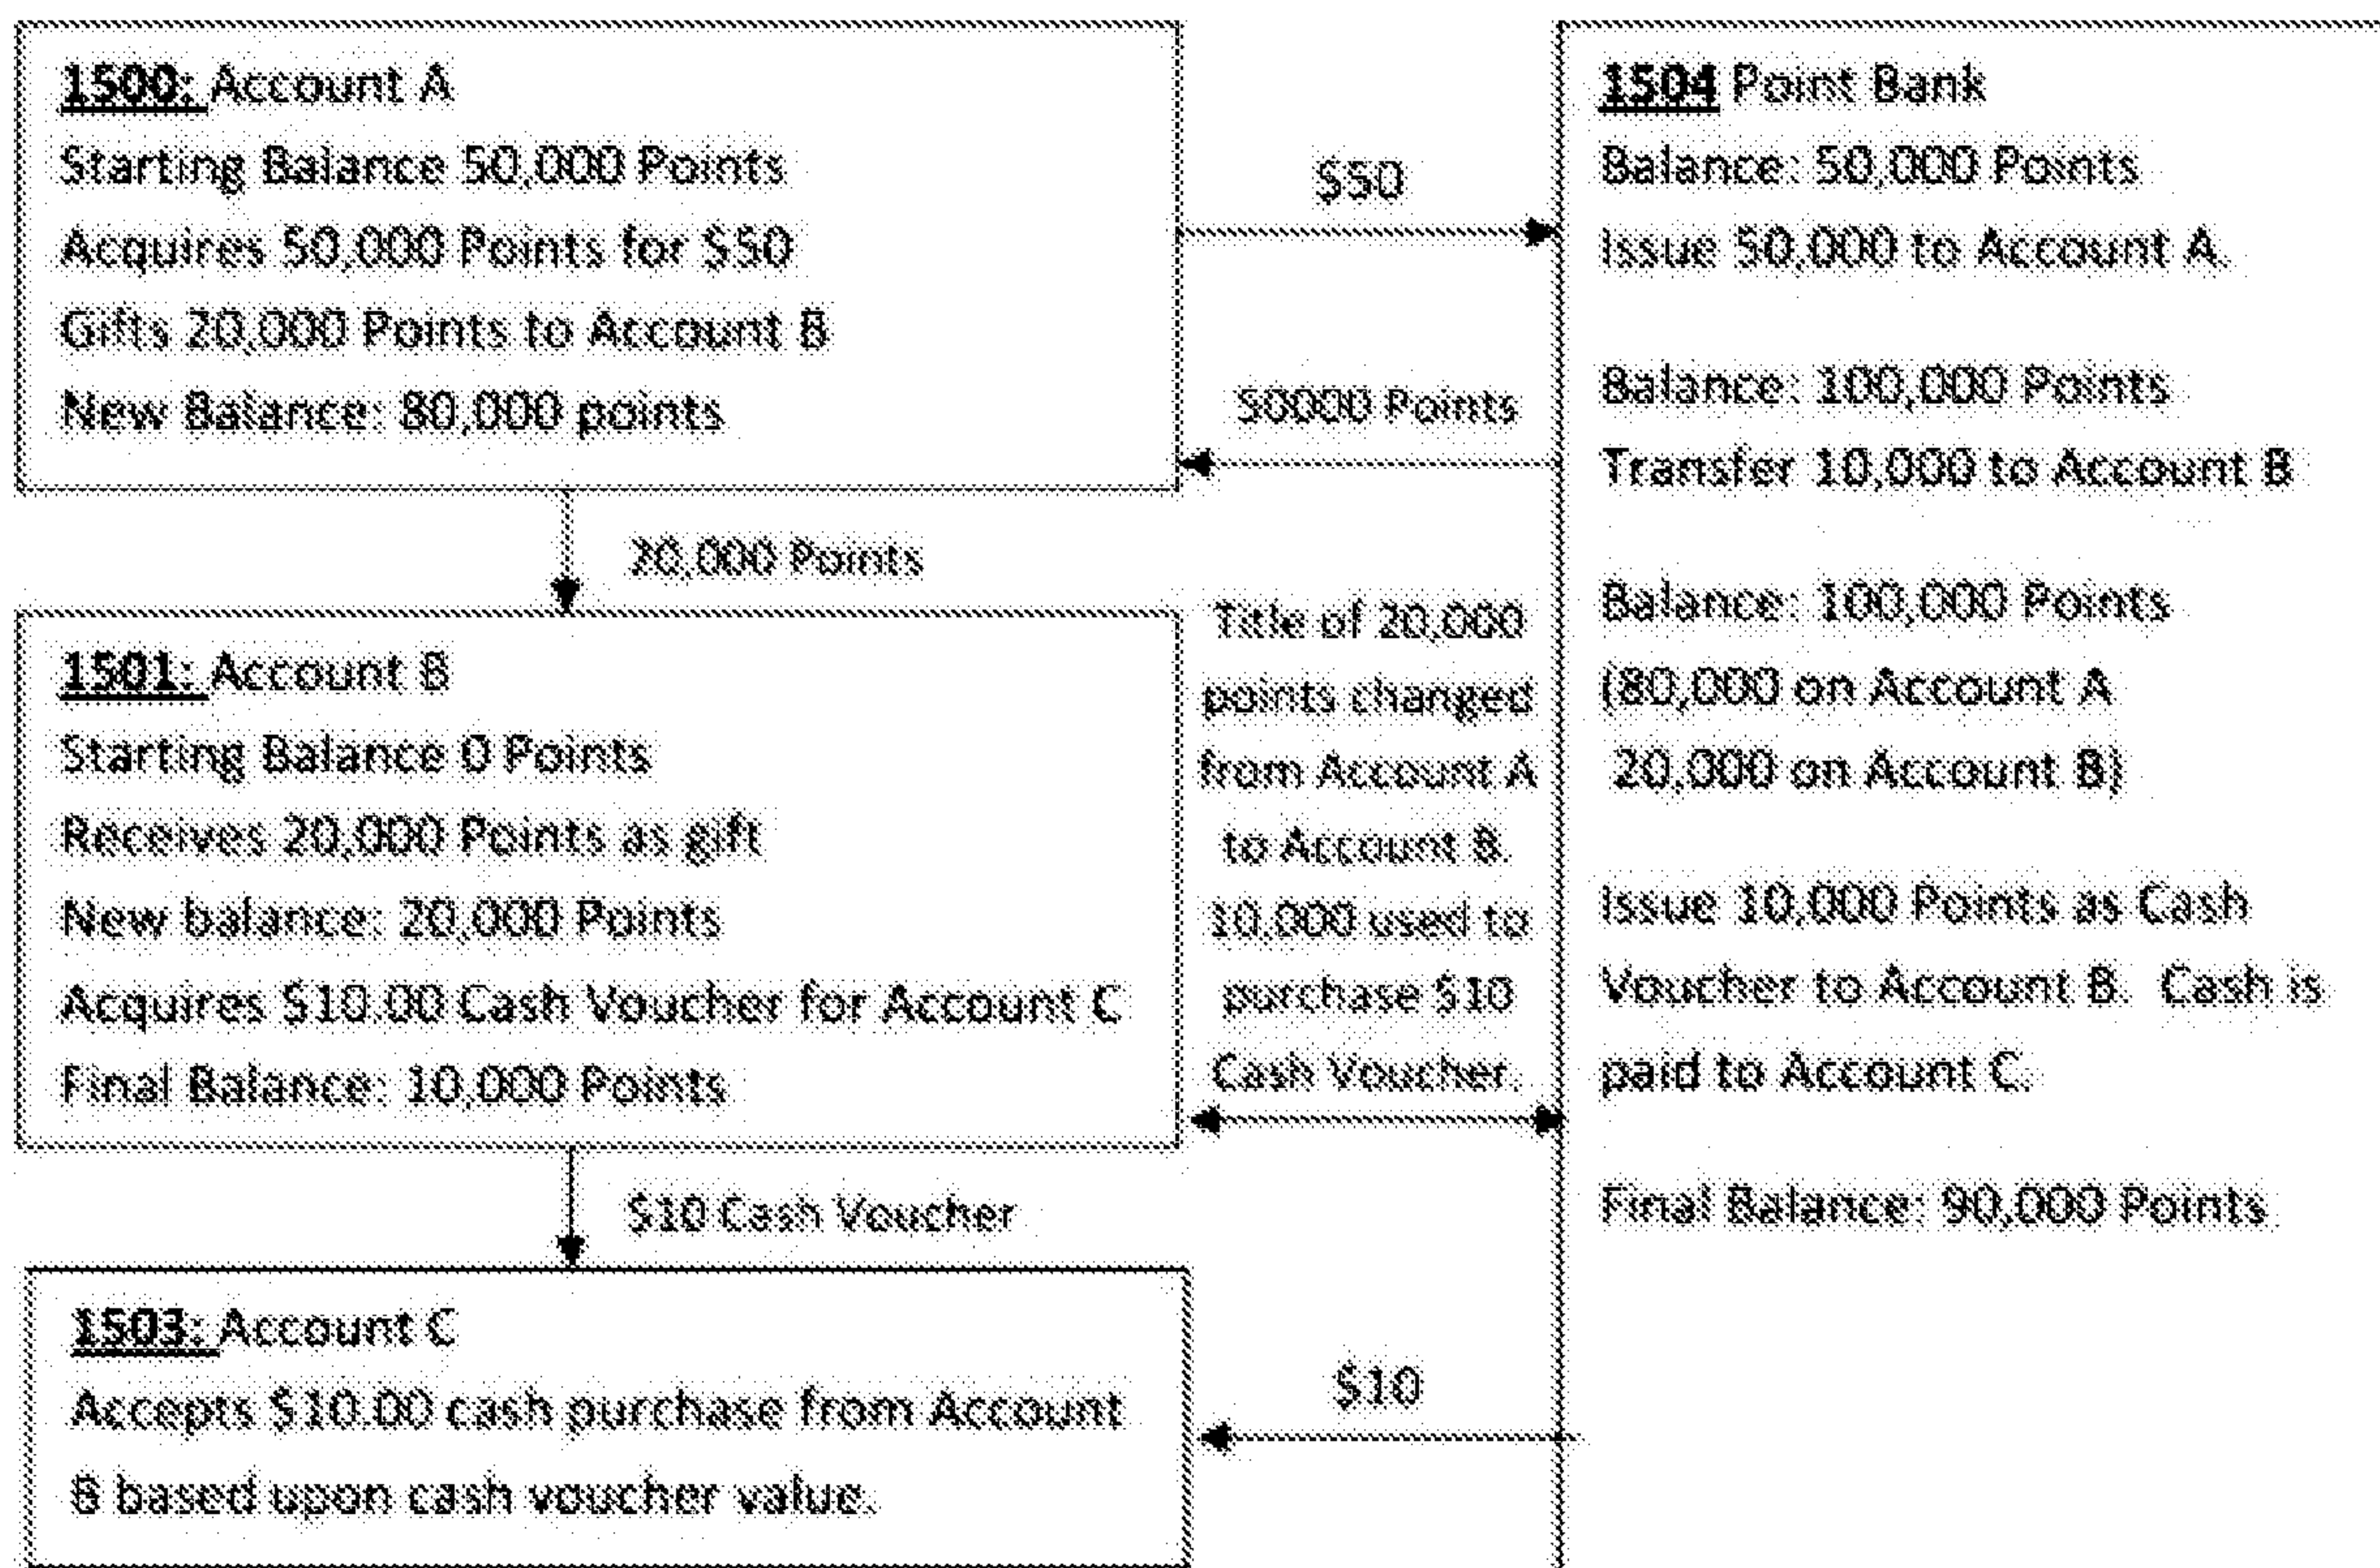 1500: Account A
Starting Balance 50,000 Points
Acquires 50,000 Points for $50
Gifts 20,000 Points to Account B
New Balance: 80,000 points
$50
50000 Points
20,000 Points
1501: Account B
Starting Balance 0 Points
Receives 20,000 Points as gift
New balance: 20,000 Points
Acquires $10.00 Cash Voucher for Account C
Final Balance: 10,000 Points
Title of 20,000
points changed
from Account A
to Account B.
10,000 used to
purchase $10
Cash Voucher.
$10 Cash Voucher
1503: Account C
Accepts $10.00 cash purchase from Account
B based upon cash voucher value.
$10
1504 Point Bank
Balance: 50,000 Points
Issue 50,000 to Account A.
Balance: 100,000 Points
Transfer 10,000 to Account B
Balance: 100,000 Points
(80,000 on Account A
20,000 on Account B)
Issue 10,000 Points as Cash
Voucher to Account B. Cash is
paid to Account C.
Final Balance: 90,000 Points